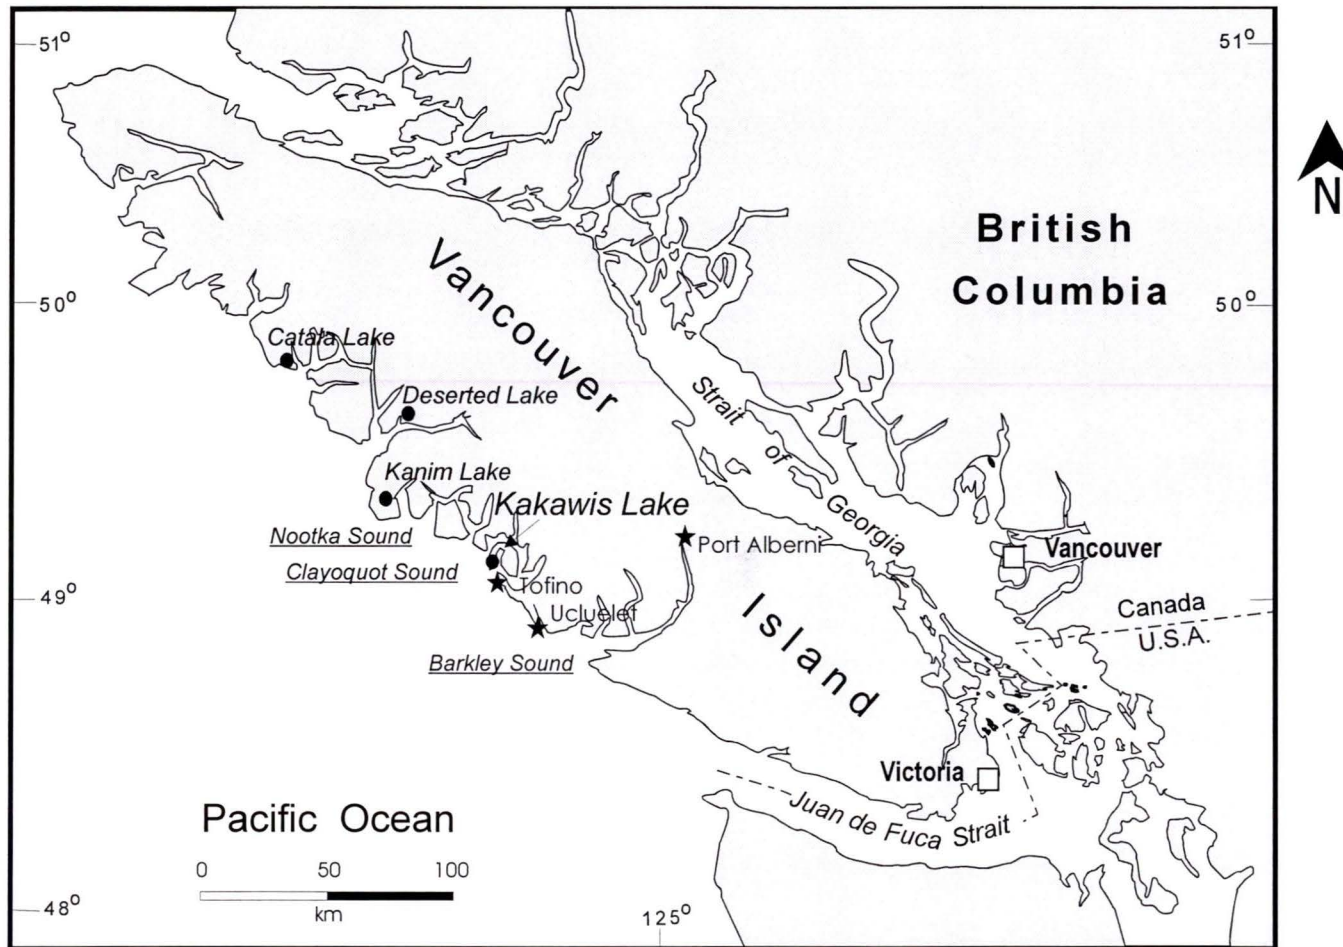 51°
51°
N
British
Columbia
Vancouver
50°
50°
Catala Lake
Deserted Lake
Strait
of
Georgia
Kanim Lake
Kakawis Lake
Nootka Sound
Port Alberni
Vancouver
Clayoquot Sound
Tofino
49°
Ucluelet
Island
Canada
U.S.A.
Barkley Sound
Victoria
Juan de Fuca Strait
Pacific Ocean
0 50 100
km
48°
125°